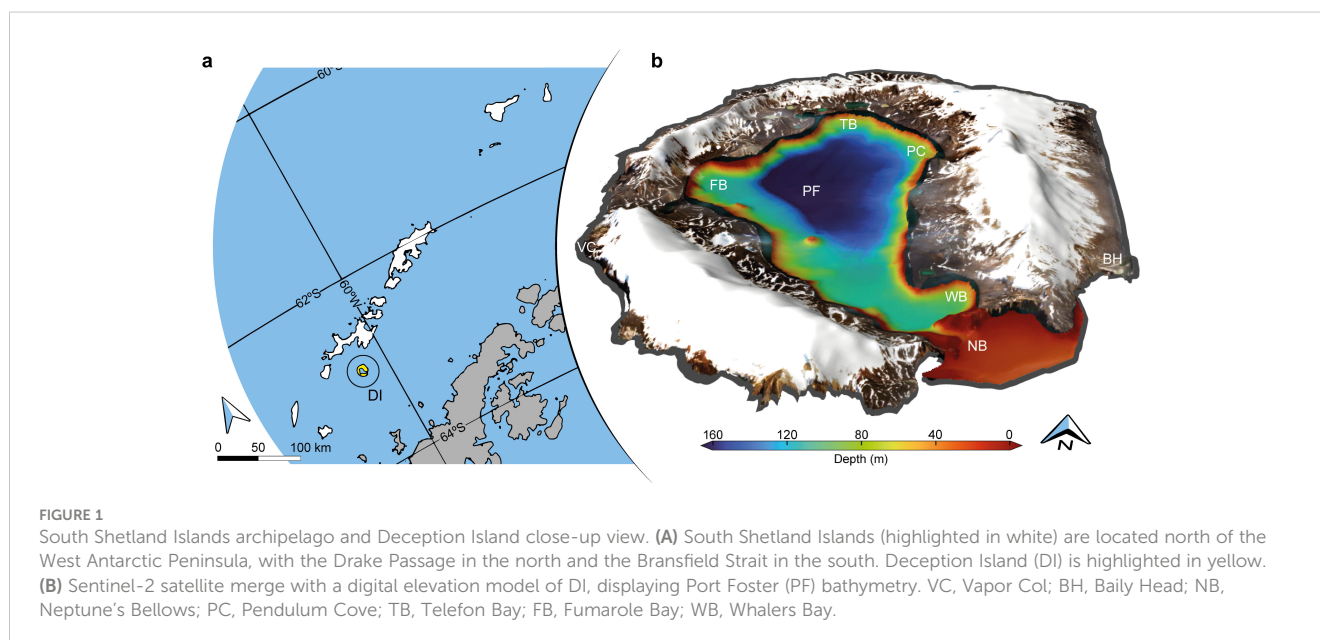 a
60°S
62°S
60°W
DI
64°S
0 50 100 km
b
TB
PC
FB
PF
VC
BH
WB
NB
160 120 80 40 0
Depth (m)
N
FIGURE 1
South Shetland Islands archipelago and Deception Island close-up view. (A) South Shetland Islands (highlighted in white) are located north of the
West Antarctic Peninsula, with the Drake Passage in the north and the Bransfield Strait in the south. Deception Island (DI) is highlighted in yellow.
(B) Sentinel-2 satellite merge with a digital elevation model of DI, displaying Port Foster (PF) bathymetry. VC, Vapor Col; BH, Baily Head; NB,
Neptune's Bellows; PC, Pendulum Cove; TB, Telefon Bay; FB, Fumarole Bay; WB, Whalers Bay.